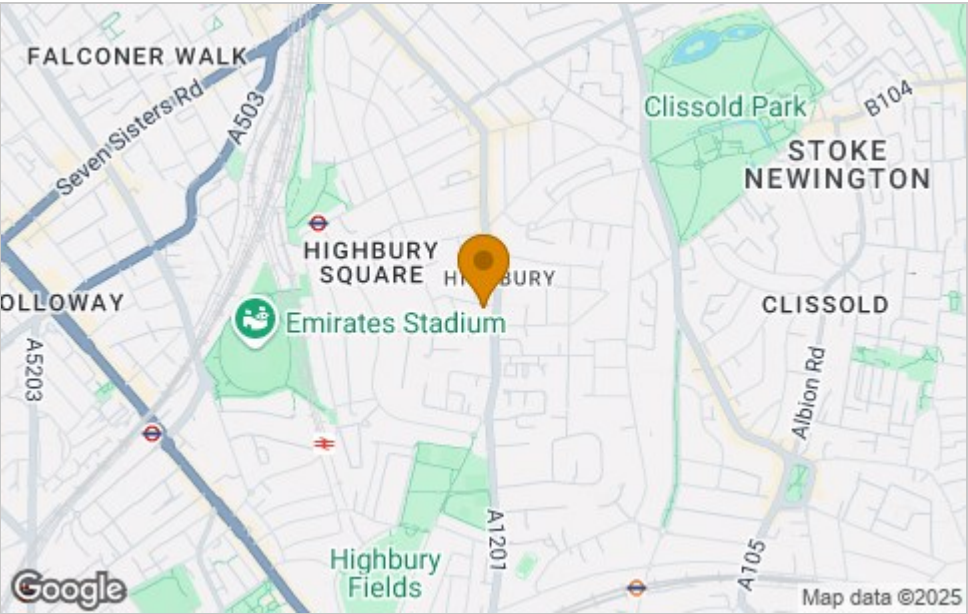 FALCONER WALK
Seven Sisters Rd
A503
Clissold Park
B104
STOKE
NEWINGTON
HIGHBURY
SQUARE
OLLOWAY
Emirates Stadium
CLISSOLD
A5203
Albion Rd
A1201
Highbury
Fields
A105
Google
Map data ©2025